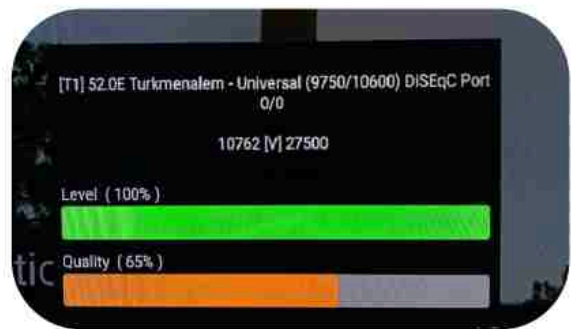 [T1] 52.0E Turkmenalem - Universal (9750/10600) DiSEqC Port
0/0
10762 [V] 27500
Level ( 100% )
Quality ( 65% )
tic